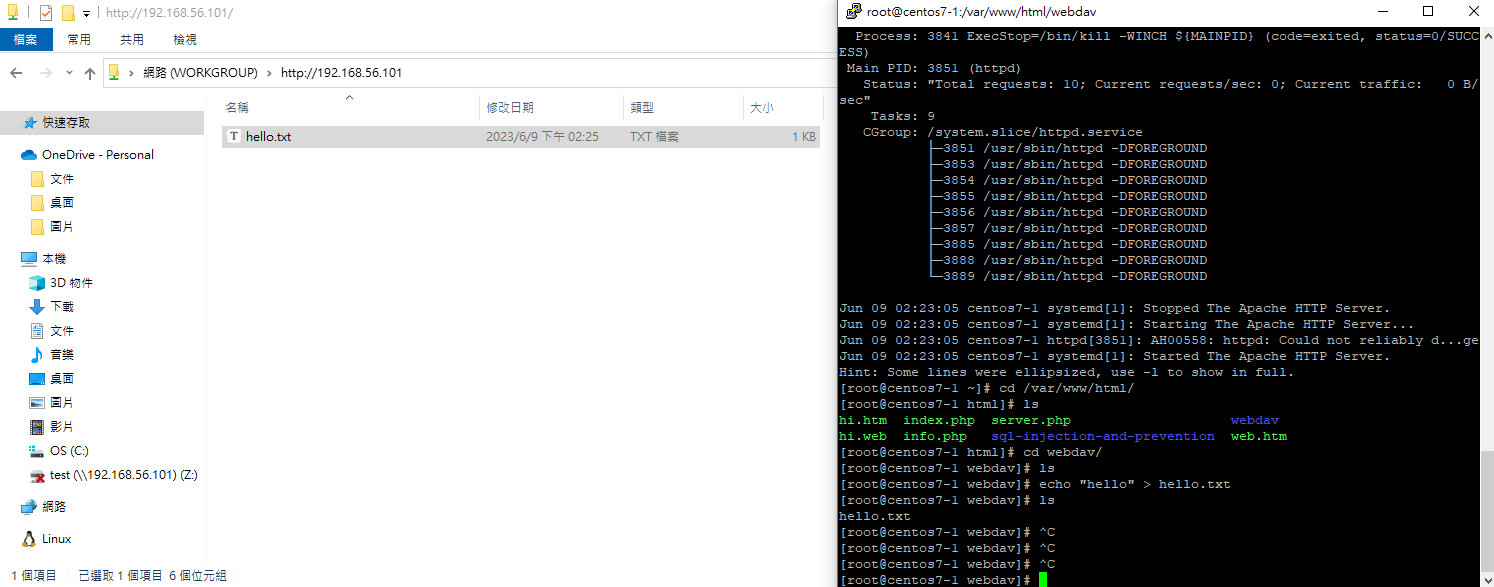 http://192.168.56.101/
檔案 常用 共用 檢視
網路 (WORKGROUP) › http://192.168.56.101
名稱 修改日期 類型 大小
hello.txt 2023/6/9 下午 02:25 TXT 檔案 1 KB
快速存取
OneDrive - Personal
文件
桌面
圖片
本機
3D 物件
下載
文件
音樂
桌面
圖片
影片
OS (C:)
test (\\192.168.56.101) (Z:)
網路
Linux
1 個項目 已選取 1 個項目 6 個位元組
root@centos7-1:/var/www/html/webdav
Process: 3841 ExecStop=/bin/kill -WINCH ${MAINPID} (code=exited, status=0/SUCC
ESS)
Main PID: 3851 (httpd)
Status: "Total requests: 10; Current requests/sec: 0; Current traffic:   0 B/
sec"
Tasks: 9
CGroup: /system.slice/httpd.service
├─3851 /usr/sbin/httpd -DFOREGROUND
├─3853 /usr/sbin/httpd -DFOREGROUND
├─3854 /usr/sbin/httpd -DFOREGROUND
├─3855 /usr/sbin/httpd -DFOREGROUND
├─3856 /usr/sbin/httpd -DFOREGROUND
├─3857 /usr/sbin/httpd -DFOREGROUND
├─3885 /usr/sbin/httpd -DFOREGROUND
├─3888 /usr/sbin/httpd -DFOREGROUND
└─3889 /usr/sbin/httpd -DFOREGROUND
Jun 09 02:23:05 centos7-1 systemd[1]: Stopped The Apache HTTP Server.
Jun 09 02:23:05 centos7-1 systemd[1]: Starting The Apache HTTP Server...
Jun 09 02:23:05 centos7-1 httpd[3851]: AH00558: httpd: Could not reliably d...ge
Jun 09 02:23:05 centos7-1 systemd[1]: Started The Apache HTTP Server.
Hint: Some lines were ellipsized, use -l to show in full.
[root@centos7-1 ~]# cd /var/www/html/
[root@centos7-1 html]# ls
hi.htm index.php server.php webdav
hi.web info.php sql-injection-and-prevention web.htm
[root@centos7-1 html]# cd webdav/
[root@centos7-1 webdav]# ls
[root@centos7-1 webdav]# echo "hello" > hello.txt
[root@centos7-1 webdav]# ls
hello.txt
[root@centos7-1 webdav]# ^C
[root@centos7-1 webdav]# ^C
[root@centos7-1 webdav]# ^C
[root@centos7-1 webdav]#